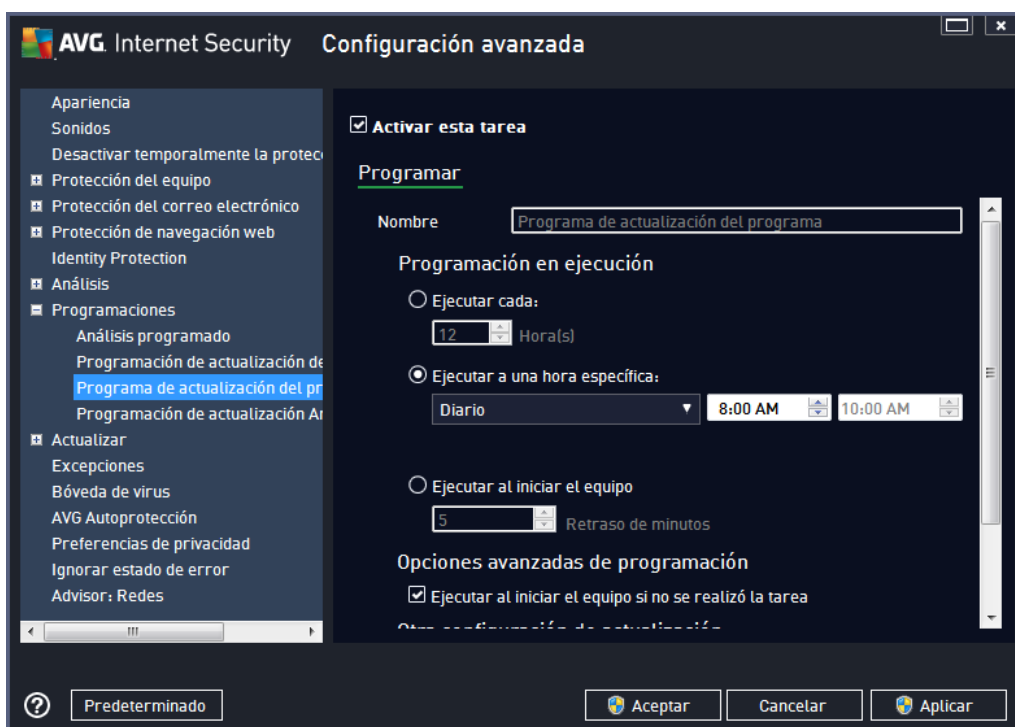 AVG. Internet Security Configuración avanzada
Apariencia
Sonidos
Desactivar temporalmente la protec
Protección del equipo
Protección del correo electrónico
Protección de navegación web
Identity Protection
Análisis
Programaciones
Análisis programado
Programación de actualización de
Programa de actualización del pr
Programación de actualización An
Actualizar
Excepciones
Bóveda de virus
AVG Autoprotección
Preferencias de privacidad
Ignorar estado de error
Advisor: Redes
Activar esta tarea
Programar
Nombre Programa de actualización del programa
Programación en ejecución
Ejecutar cada:
12 Hora(s)
Ejecutar a una hora específica:
Diario 8:00 AM 10:00 AM
Ejecutar al iniciar el equipo
5 Retraso de minutos
Opciones avanzadas de programación
Ejecutar al iniciar el equipo si no se realizó la tarea
Otra configuración de actualización
? Predeterminado Aceptar Cancelar Aplicar